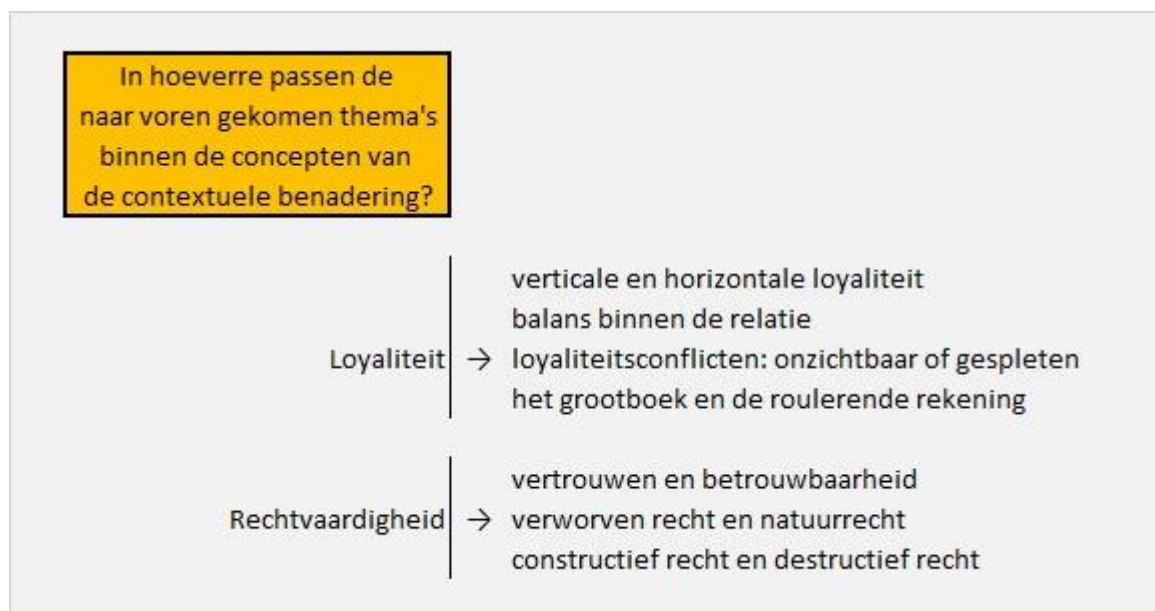 In hoeverre passen de
naar voren gekomen thema's
binnen de concepten van
de contextuele benadering?
verticale en horizontale loyaliteit
balans binnen de relatie
Loyaliteit → loyaliteitsconflicten: onzichtbaar of gespleten
het grootboek en de roulerende rekening
vertrouwen en betrouwbaarheid
Rechtvaardigheid → verworven recht en natuurrecht
constructief recht en destructief recht